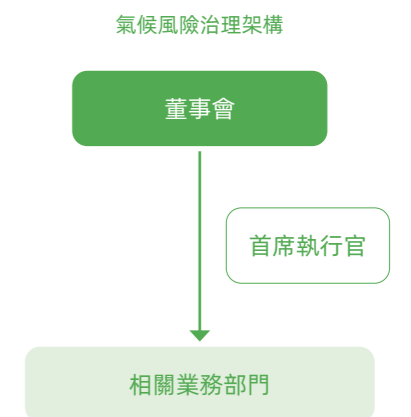 氣候風險治理架構
董事會
首席執行官
相關業務部門